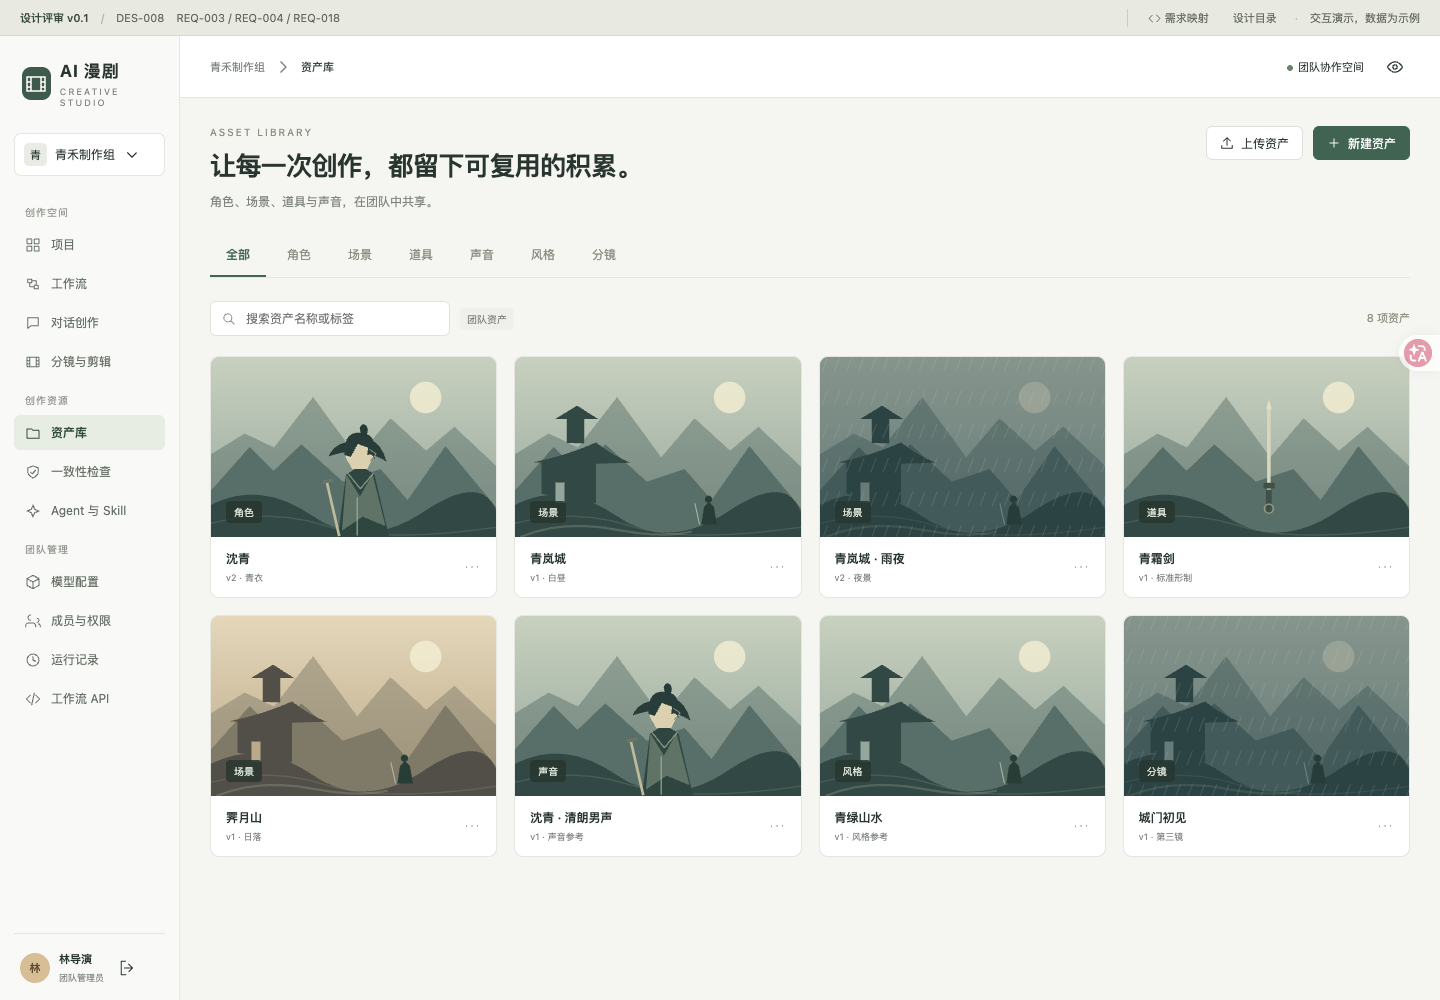 设计评审 v0.1 / DES-008 REQ-003 / REQ-004 / REQ-018
需求映射 设计目录 · 交互演示，数据为示例
AI 漫剧
CREATIVE
STUDIO
青 青禾制作组
创作空间
项目
工作流
对话创作
分镜与剪辑
创作资源
资产库
一致性检查
Agent 与 Skill
团队管理
模型配置
成员与权限
运行记录
工作流 API
林
林导演
团队管理员
青禾制作组 资产库
团队协作空间
ASSET LIBRARY
让每一次创作，都留下可复用的积累。
角色、场景、道具与声音，在团队中共享。
上传资产
新建资产
全部 角色 场景 道具 声音 风格 分镜
搜索资产名称或标签 团队资产
8 项资产
角色
沈青
v2 · 青衣
···
场景
青岚城
v1 · 白昼
···
场景
青岚城 · 雨夜
v2 · 夜景
···
道具
青霜剑
v1 · 标准形制
···
场景
霁月山
v1 · 日落
···
声音
沈青 · 清朗男声
v1 · 声音参考
···
风格
青绿山水
v1 · 风格参考
···
分镜
城门初见
v1 · 第三镜
···